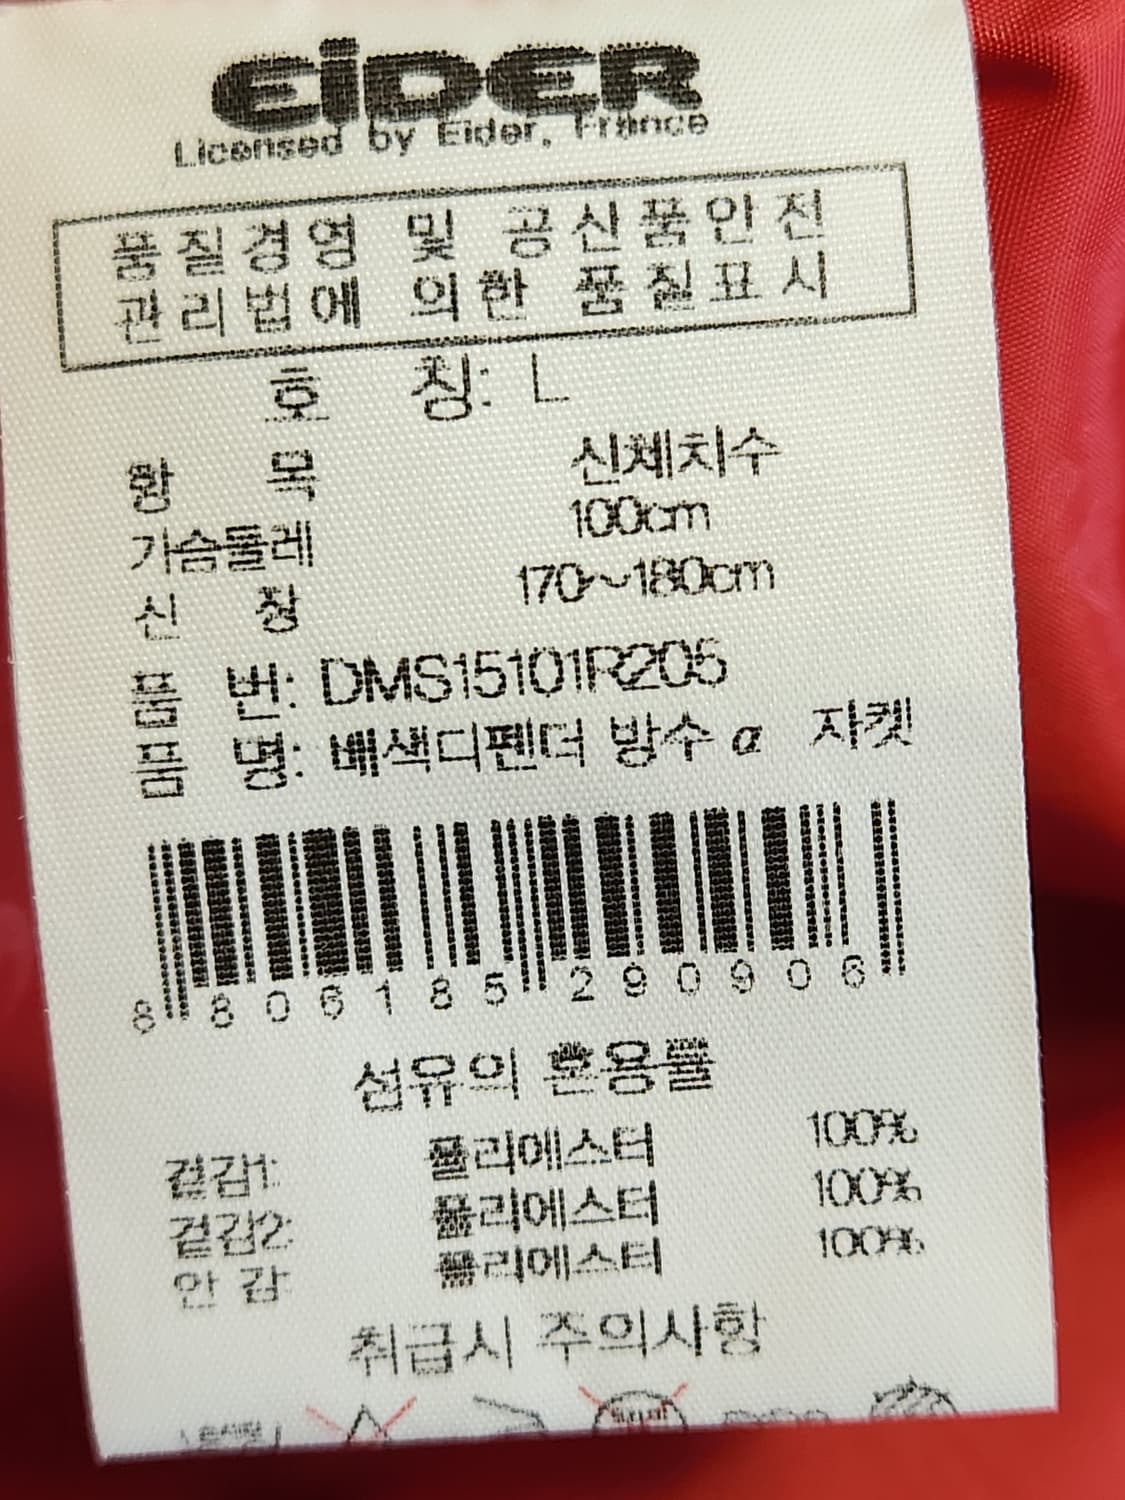 EiDER
Licensed by Eider, France
품질경영 및 공산품안전
관리법에 의한 품질표시
호 칭: L
항 목 신체치수
가슴둘레 100cm
신 장 170~180cm
품 번: DMS15101R205
품 명: 배색디펜더 방수 α 자켓
8 806185 290906
섬유의 혼용률
겉감1: 폴리에스터 100%
겉감2: 폴리에스터 100%
안 감: 폴리에스터 100%
취급시 주의사항